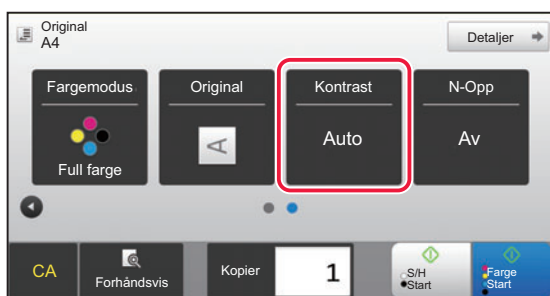 Original
A4
Detaljer
Fargemodus
Full farge
Original
A
Kontrast
Auto
N-Opp
Av
CA
Forhåndsvis
Kopier
1
S/H
Start
Farge
Start